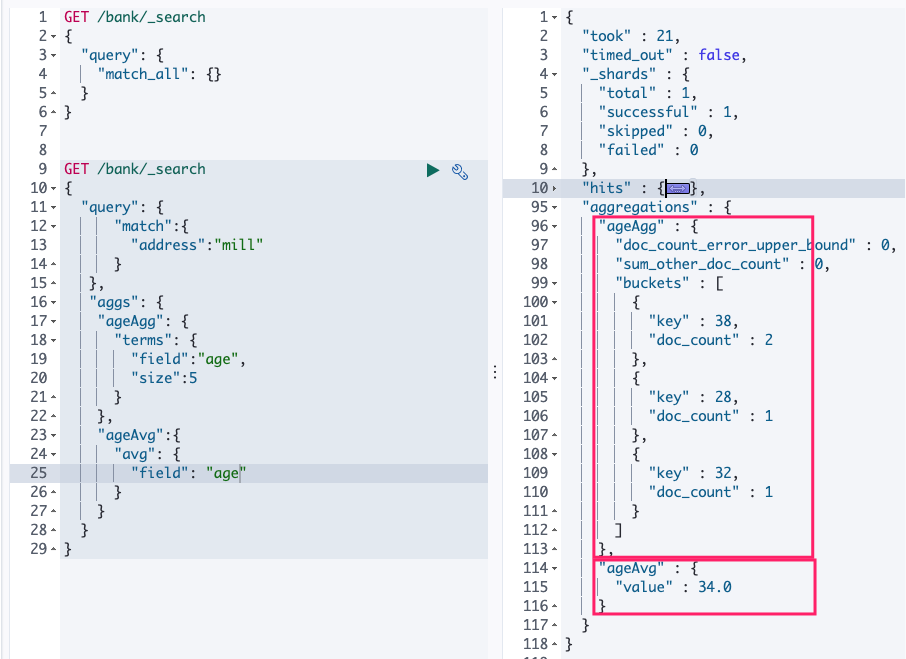 1 GET /bank/_search
2 {
3 "query": {
4 "match_all": {}
5 }
6 }
7
8
9 GET /bank/_search
10 {
11 "query": {
12 "match":{
13 "address":"mill"
14 }
15 },
16 "aggs": {
17 "ageAgg": {
18 "terms": {
19 "field":"age",
20 "size":5
21 }
22 },
23 "ageAvg":{
24 "avg": {
25 "field": "age"
26 }
27 }
28 }
29 }
1 {
2 "took" : 21,
3 "timed_out" : false,
4 "_shards" : {
5 "total" : 1,
6 "successful" : 1,
7 "skipped" : 0,
8 "failed" : 0
9 },
10 "hits" : {},
95 "aggregations" : {
96 "ageAgg" : {
97 "doc_count_error_upper_bound" : 0,
98 "sum_other_doc_count" : 0,
99 "buckets" : [
100 {
101 "key" : 38,
102 "doc_count" : 2
103 },
104 {
105 "key" : 28,
106 "doc_count" : 1
107 },
108 {
109 "key" : 32,
110 "doc_count" : 1
111 }
112 ]
113 },
114 "ageAvg" : {
115 "value" : 34.0
116 }
117 }
118 }